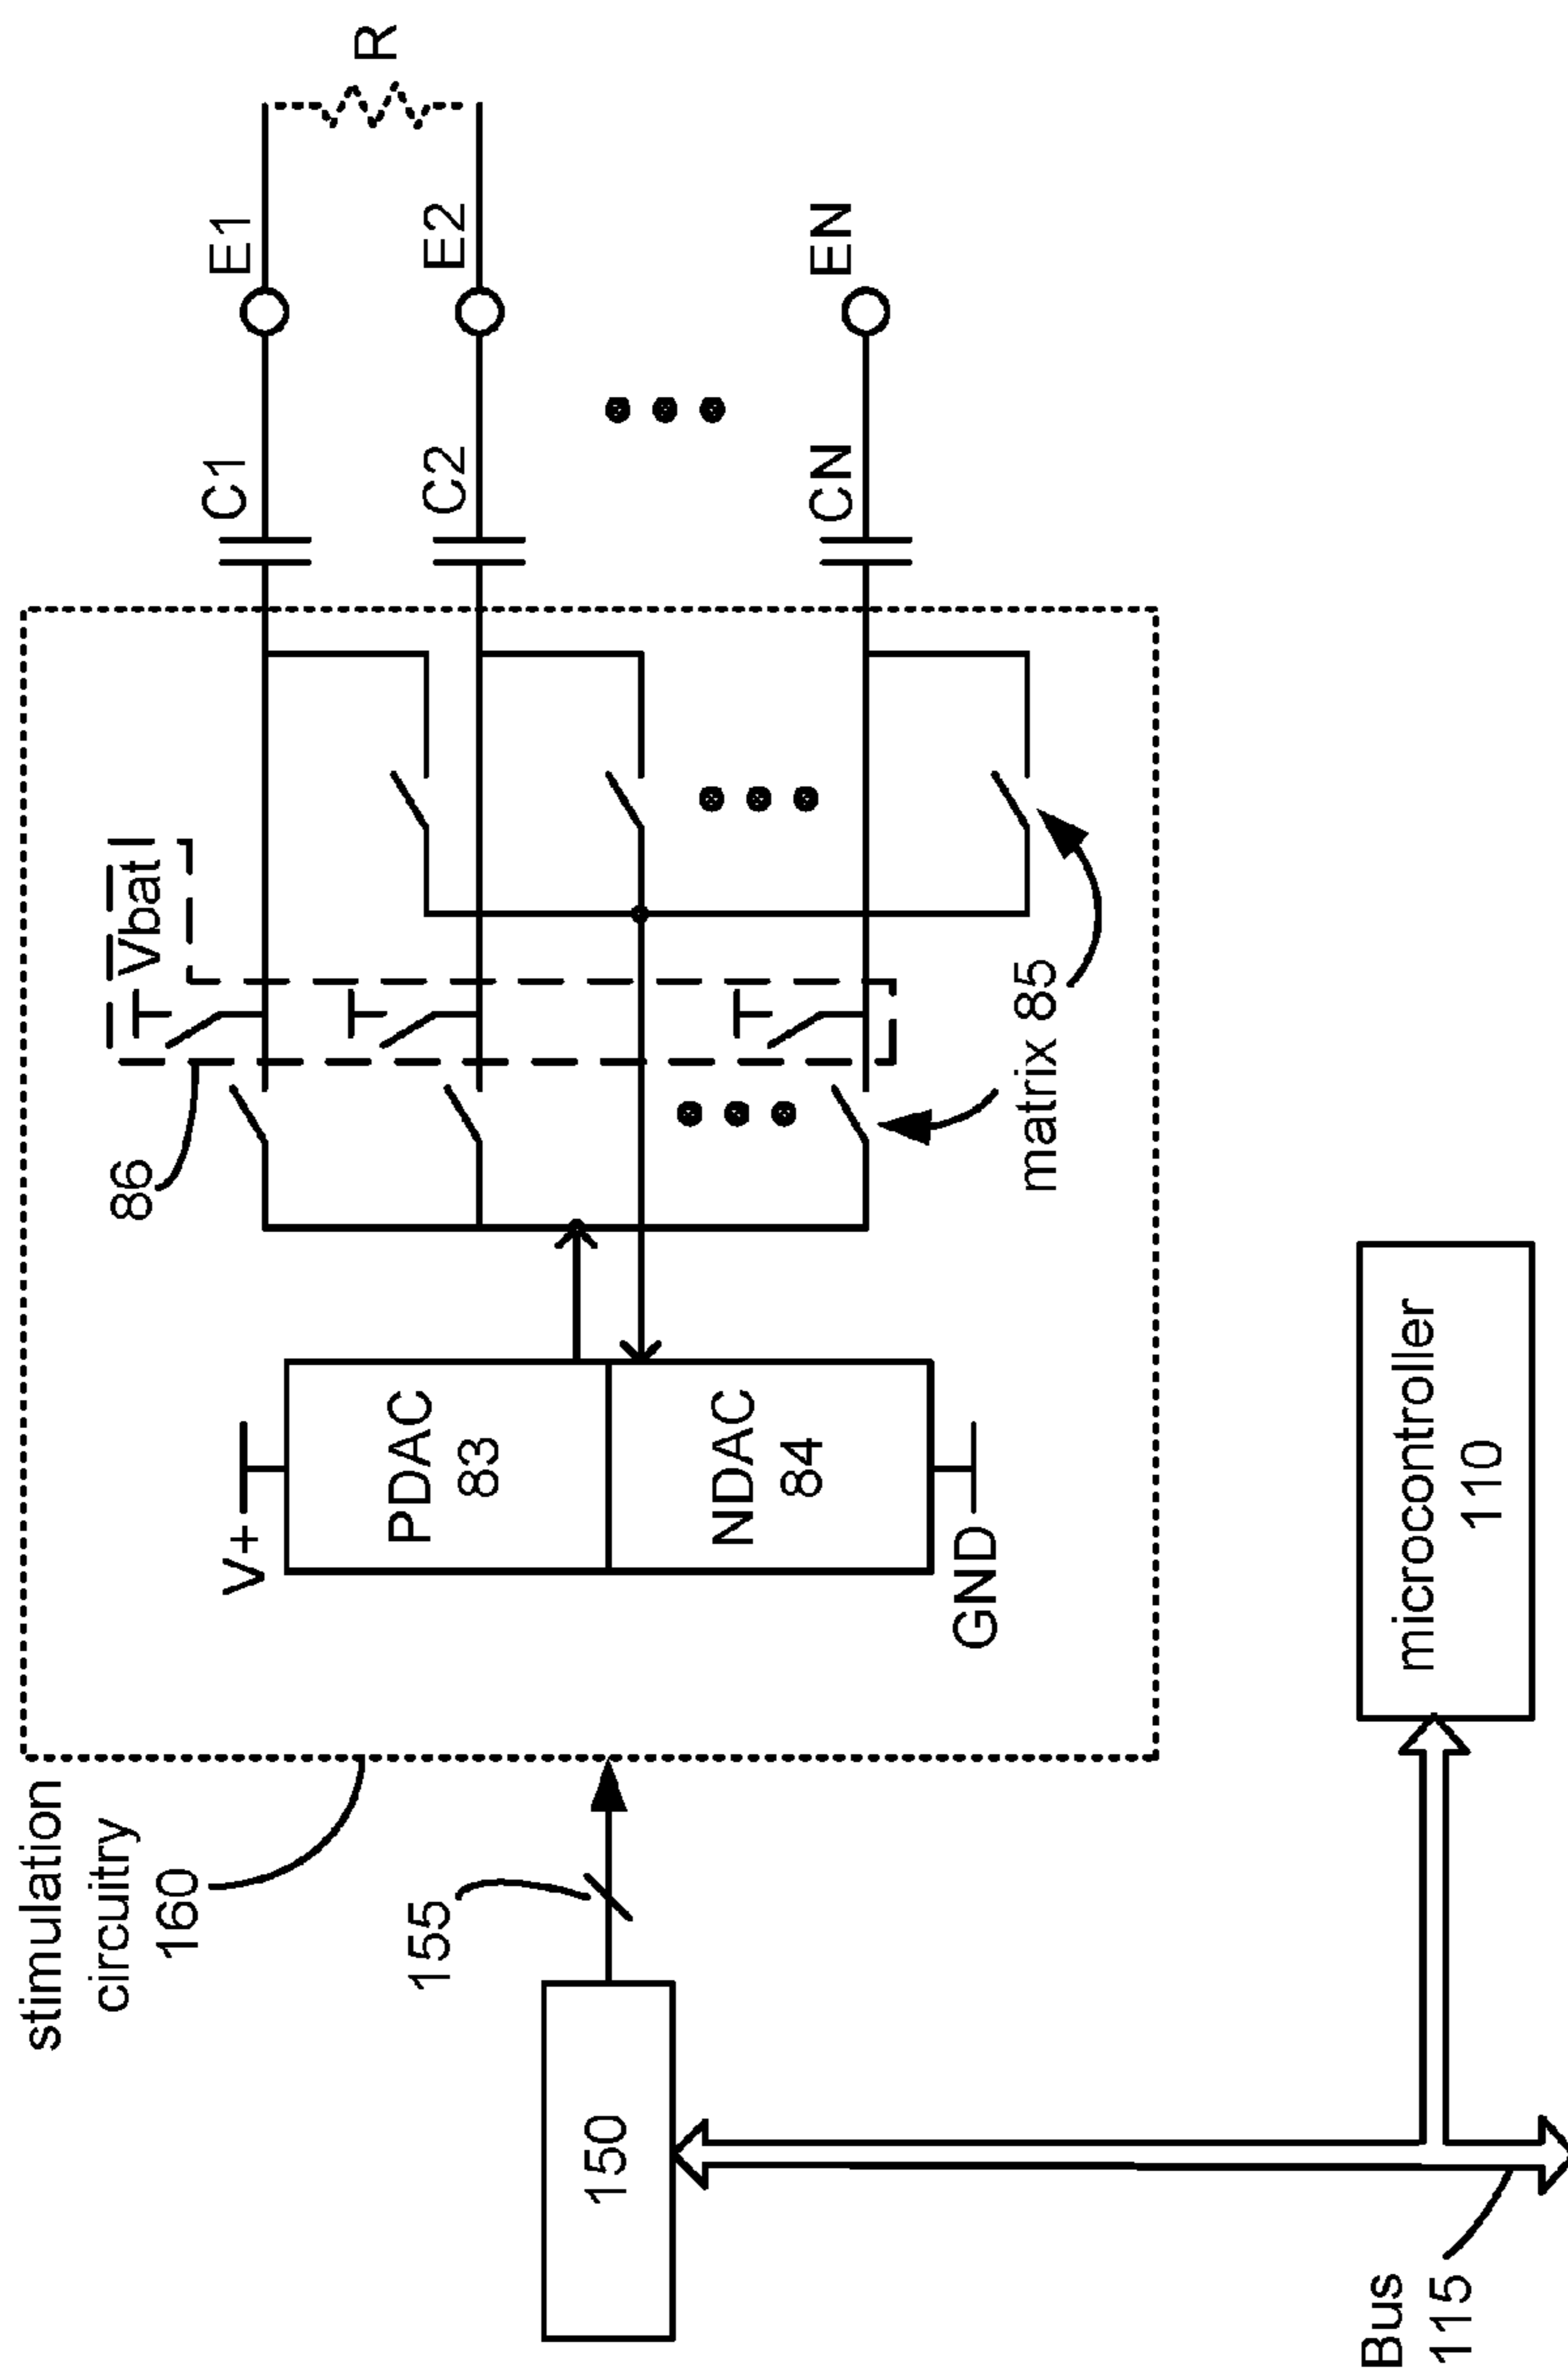 stimulation
circuitry
160
86
Vbat
V+
PDAC
83
NDAC
84
GND
matrix 85
C1
E1
C2
E2
CN
EN
R
155
150
Bus
115
microcontroller
110